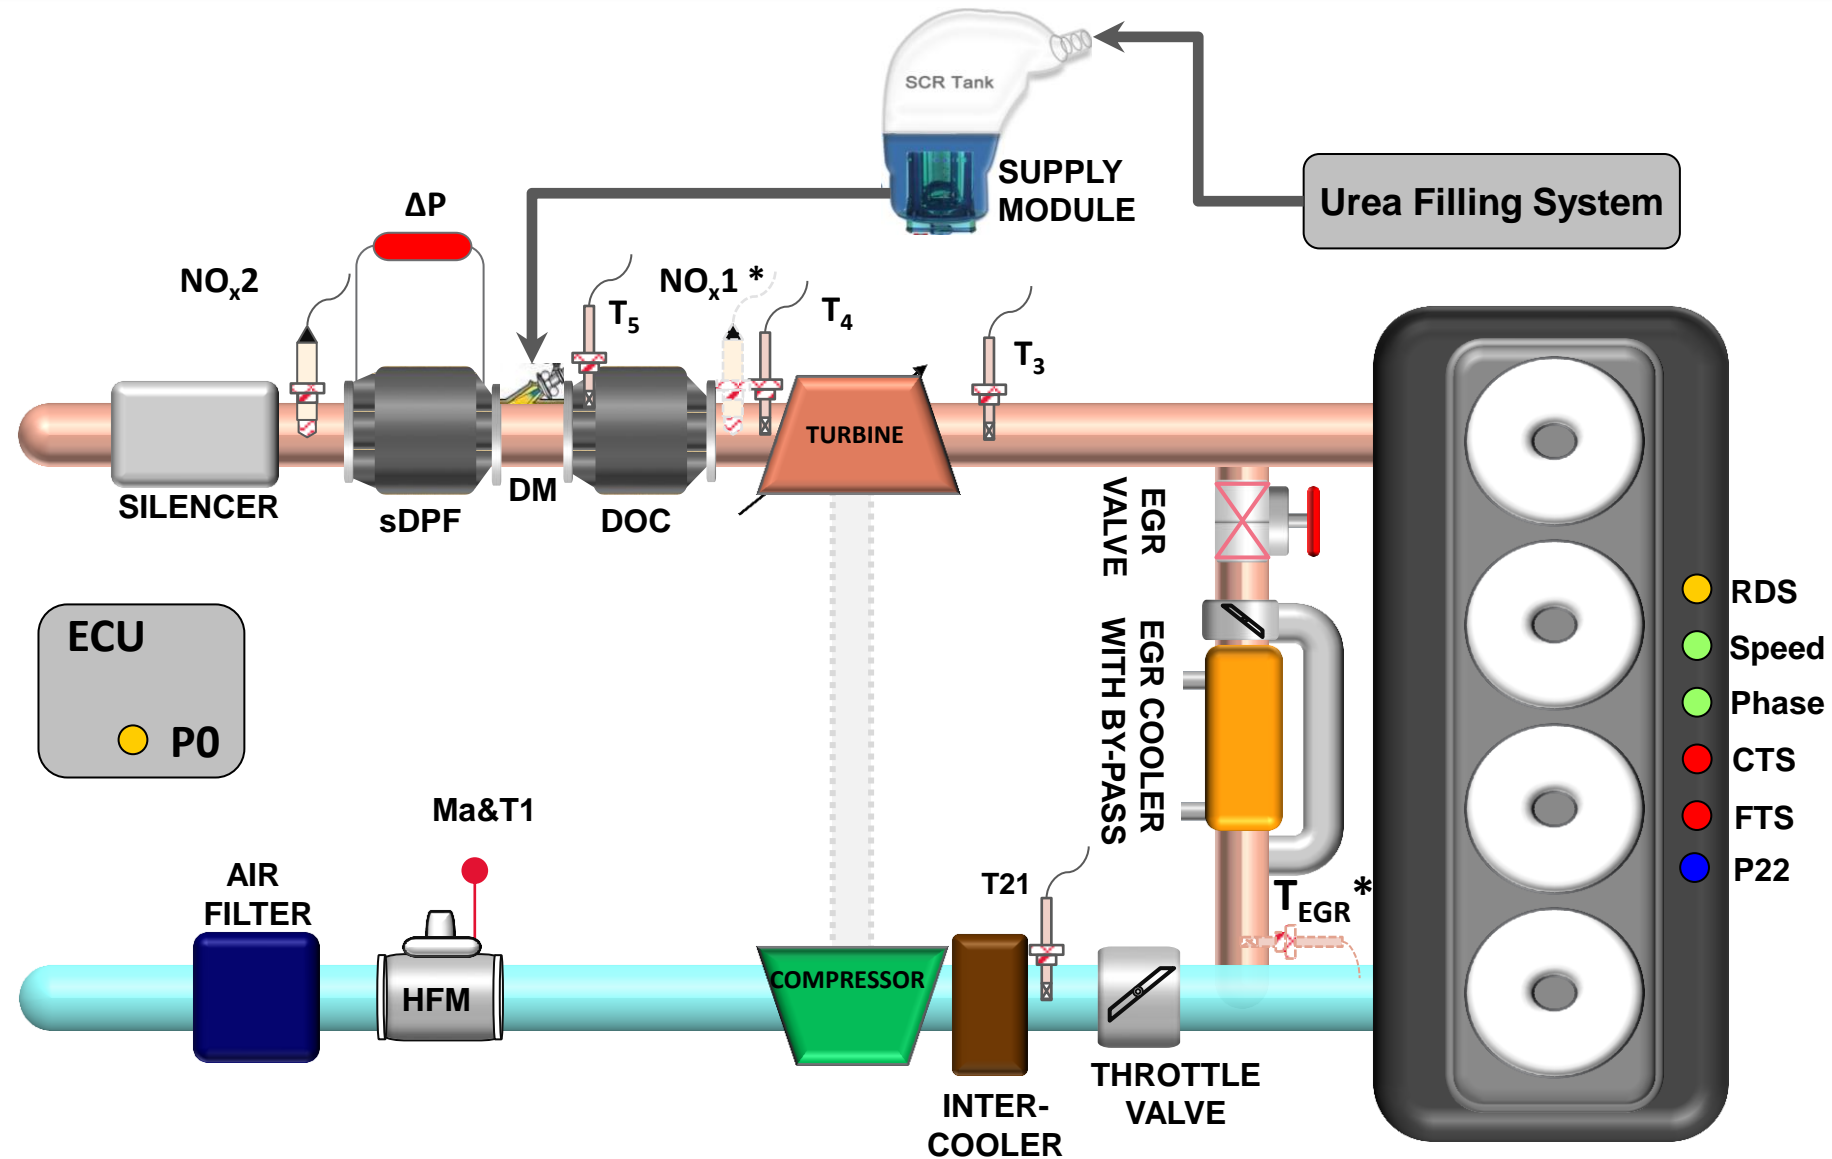 SCR Tank
SUPPLY
MODULE
Urea Filling System
ΔP
NOx2
T5
NOx1 *
T4
T3
TURBINE
SILENCER
sDPF
DM
DOC
EGR
VALVE
ECU
P0
EGR COOLER
WITH BY-PASS
RDS
Speed
Phase
CTS
FTS
P22
Ma&T1
AIR
FILTER
HFM
COMPRESSOR
T21
TEGR*
INTER-
COOLER
THROTTLE
VALVE